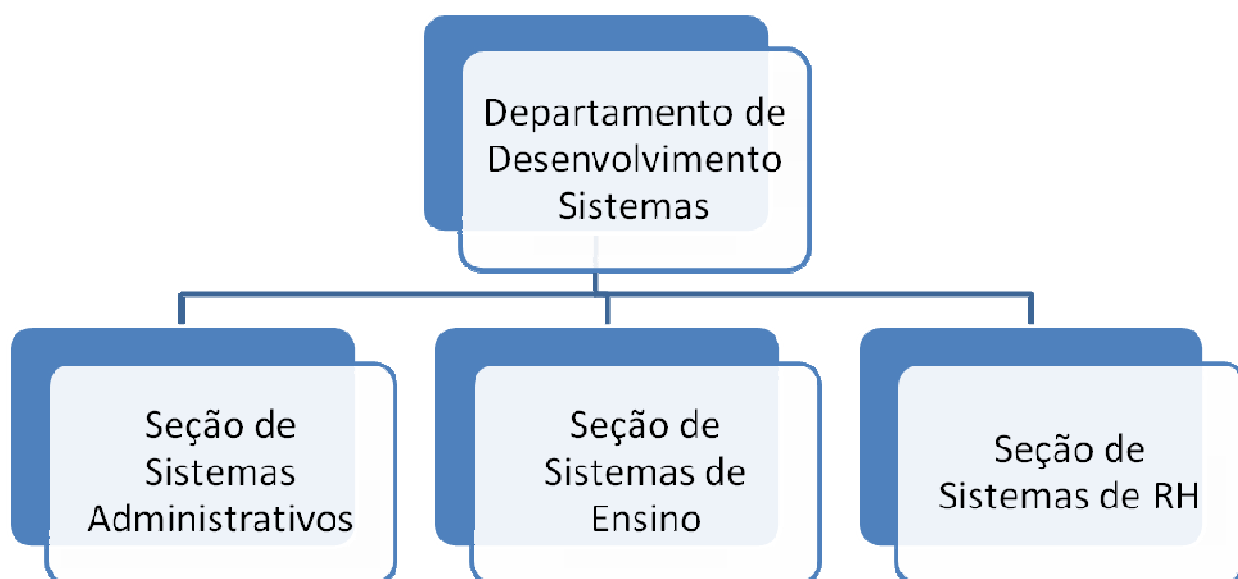 Departamento de
Desenvolvimento
Sistemas
Seção de
Sistemas
Administrativos
Seção de
Sistemas de
Ensino
Seção de
Sistemas de RH